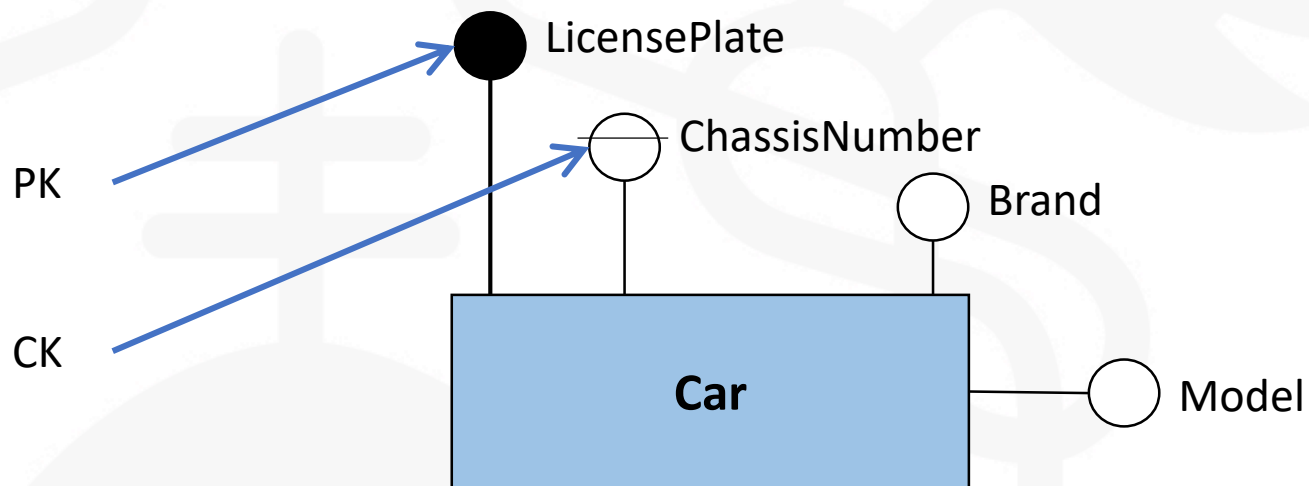 LicensePlate
ChassisNumber
PK
Brand
CK
Car
Model